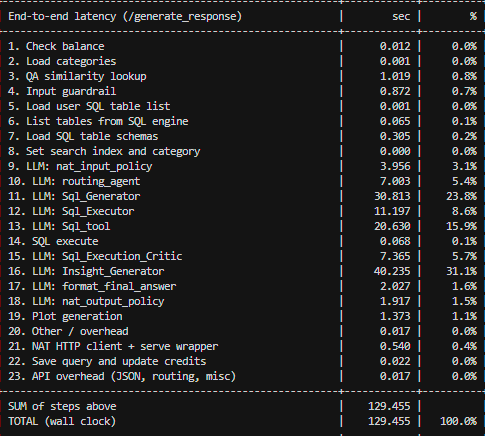 End-to-end latency (/generate_response) | sec | %
1. Check balance | 0.012 | 0.0%
2. Load categories | 0.001 | 0.0%
3. QA similarity lookup | 1.019 | 0.8%
4. Input guardrail | 0.872 | 0.7%
5. Load user SQL table list | 0.001 | 0.0%
6. List tables from SQL engine | 0.065 | 0.1%
7. Load SQL table schemas | 0.305 | 0.2%
8. Set search index and category | 0.000 | 0.0%
9. LLM: nat_input_policy | 3.956 | 3.1%
10. LLM: routing_agent | 7.003 | 5.4%
11. LLM: Sql_Generator | 30.813 | 23.8%
12. LLM: Sql_Executor | 11.197 | 8.6%
13. LLM: Sql_tool | 20.630 | 15.9%
14. SQL execute | 0.068 | 0.1%
15. LLM: Sql_Execution_Critic | 7.365 | 5.7%
16. LLM: Insight_Generator | 40.235 | 31.1%
17. LLM: format_final_answer | 2.027 | 1.6%
18. LLM: nat_output_policy | 1.917 | 1.5%
19. Plot generation | 1.373 | 1.1%
20. Other / overhead | 0.017 | 0.0%
21. NAT HTTP client + serve wrapper | 0.540 | 0.4%
22. Save query and update credits | 0.022 | 0.0%
23. API overhead (JSON, routing, misc) | 0.017 | 0.0%
SUM of steps above | 129.455 |
TOTAL (wall clock) | 129.455 | 100.0%